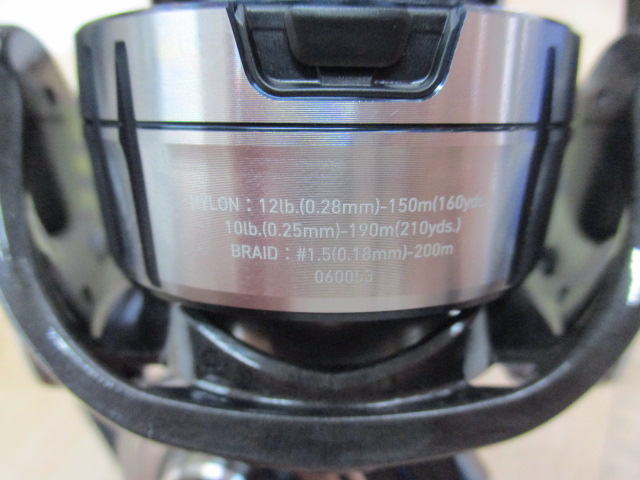 NYLON : 12lb.(0.28mm)-150m(160yds.)
10lb.(0.25mm)-190m(210yds.)
BRAID : #1.5(0.18mm)-200m
060053